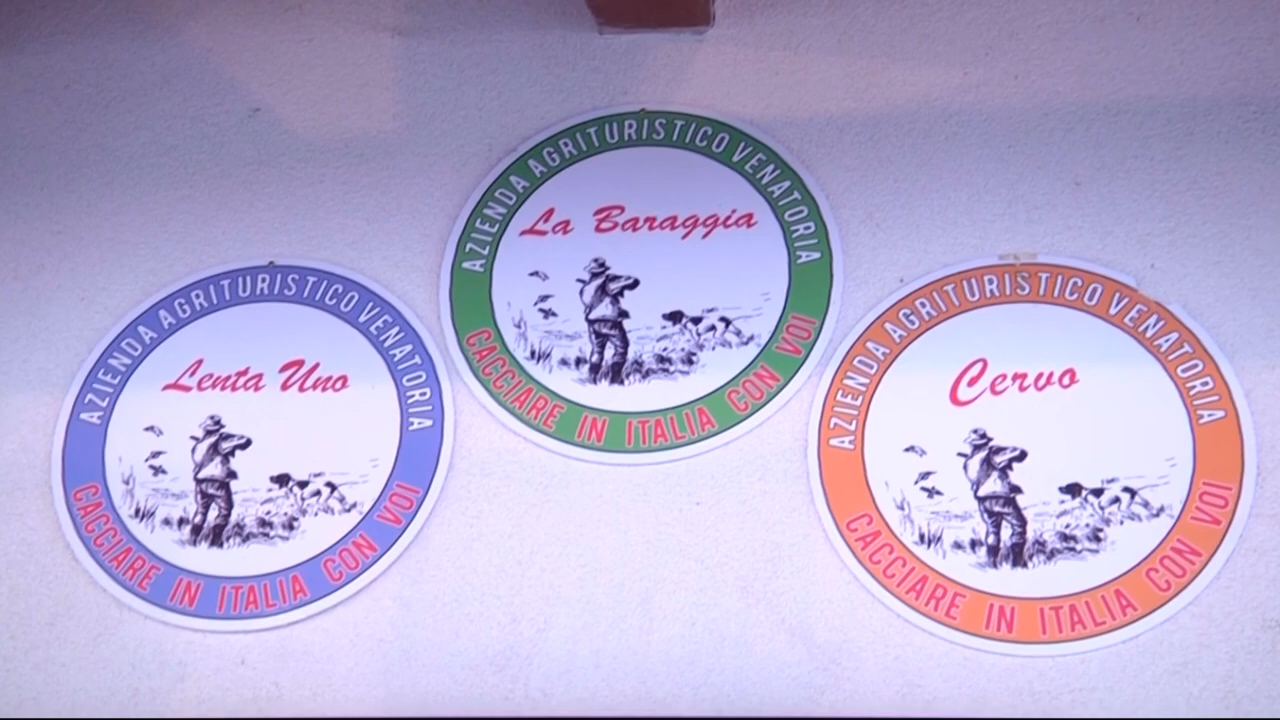 AZIENDA AGRITURISTICO VENATORIA
Lenta Uno
CACCIARE IN ITALIA CON VOI
AZIENDA AGRITURISTICO VENATORIA
La Baraggia
CACCIARE IN ITALIA CON VOI
AZIENDA AGRITURISTICO VENATORIA
Cervo
CACCIARE IN ITALIA CON VOI